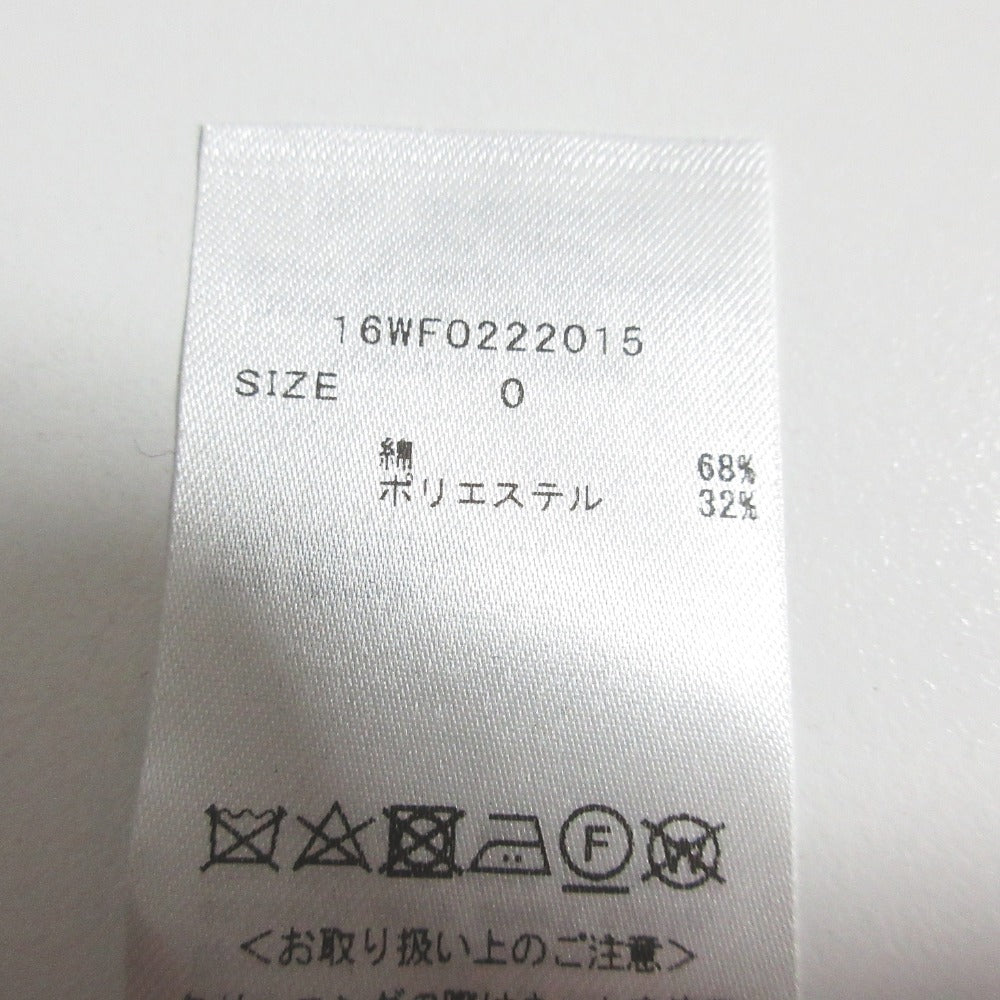 16WF0222015
SIZE 0
綿 68%
ポリエステル 32%
F W
＜お取り扱い上のご注意＞